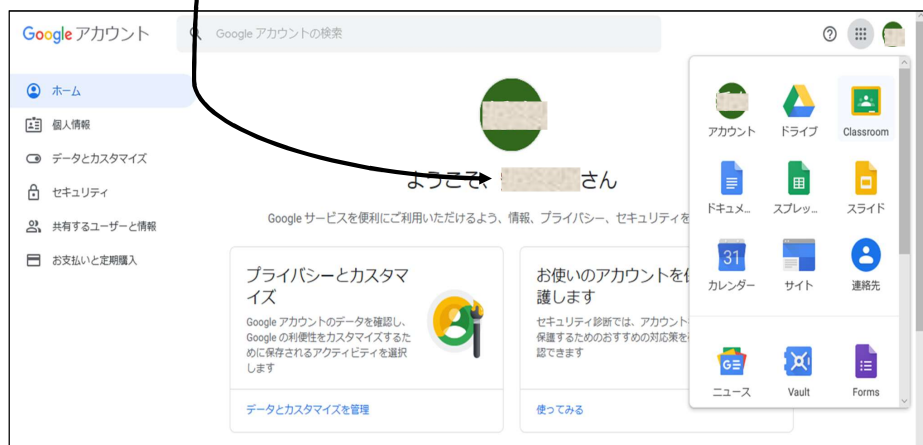 Google アカウント
Google アカウントの検索
ホーム
個人情報
データとカスタマイズ
セキュリティ
共有するユーザーと情報
お支払いと定期購入
ようこそ、
さん
Google サービスを便利にご利用いただけるよう、情報、プライバシー、セキュリティを
プライバシーとカスタマ
イズ
Google アカウントのデータを確認し、
Google の利便性をカスタマイズするた
めに保存されるアクティビティを選択
します
データとカスタマイズを管理
お使いのアカウントを
護します
セキュリティ診断では、アカウント
保護するためのおすすめの対応策を
認できます
使ってみる
アカウント
ドライブ
Classroom
ドキュメ...
スプレッ...
スライド
31
カレンダー
サイト
連絡先
GE
ニュース
Vault
Forms